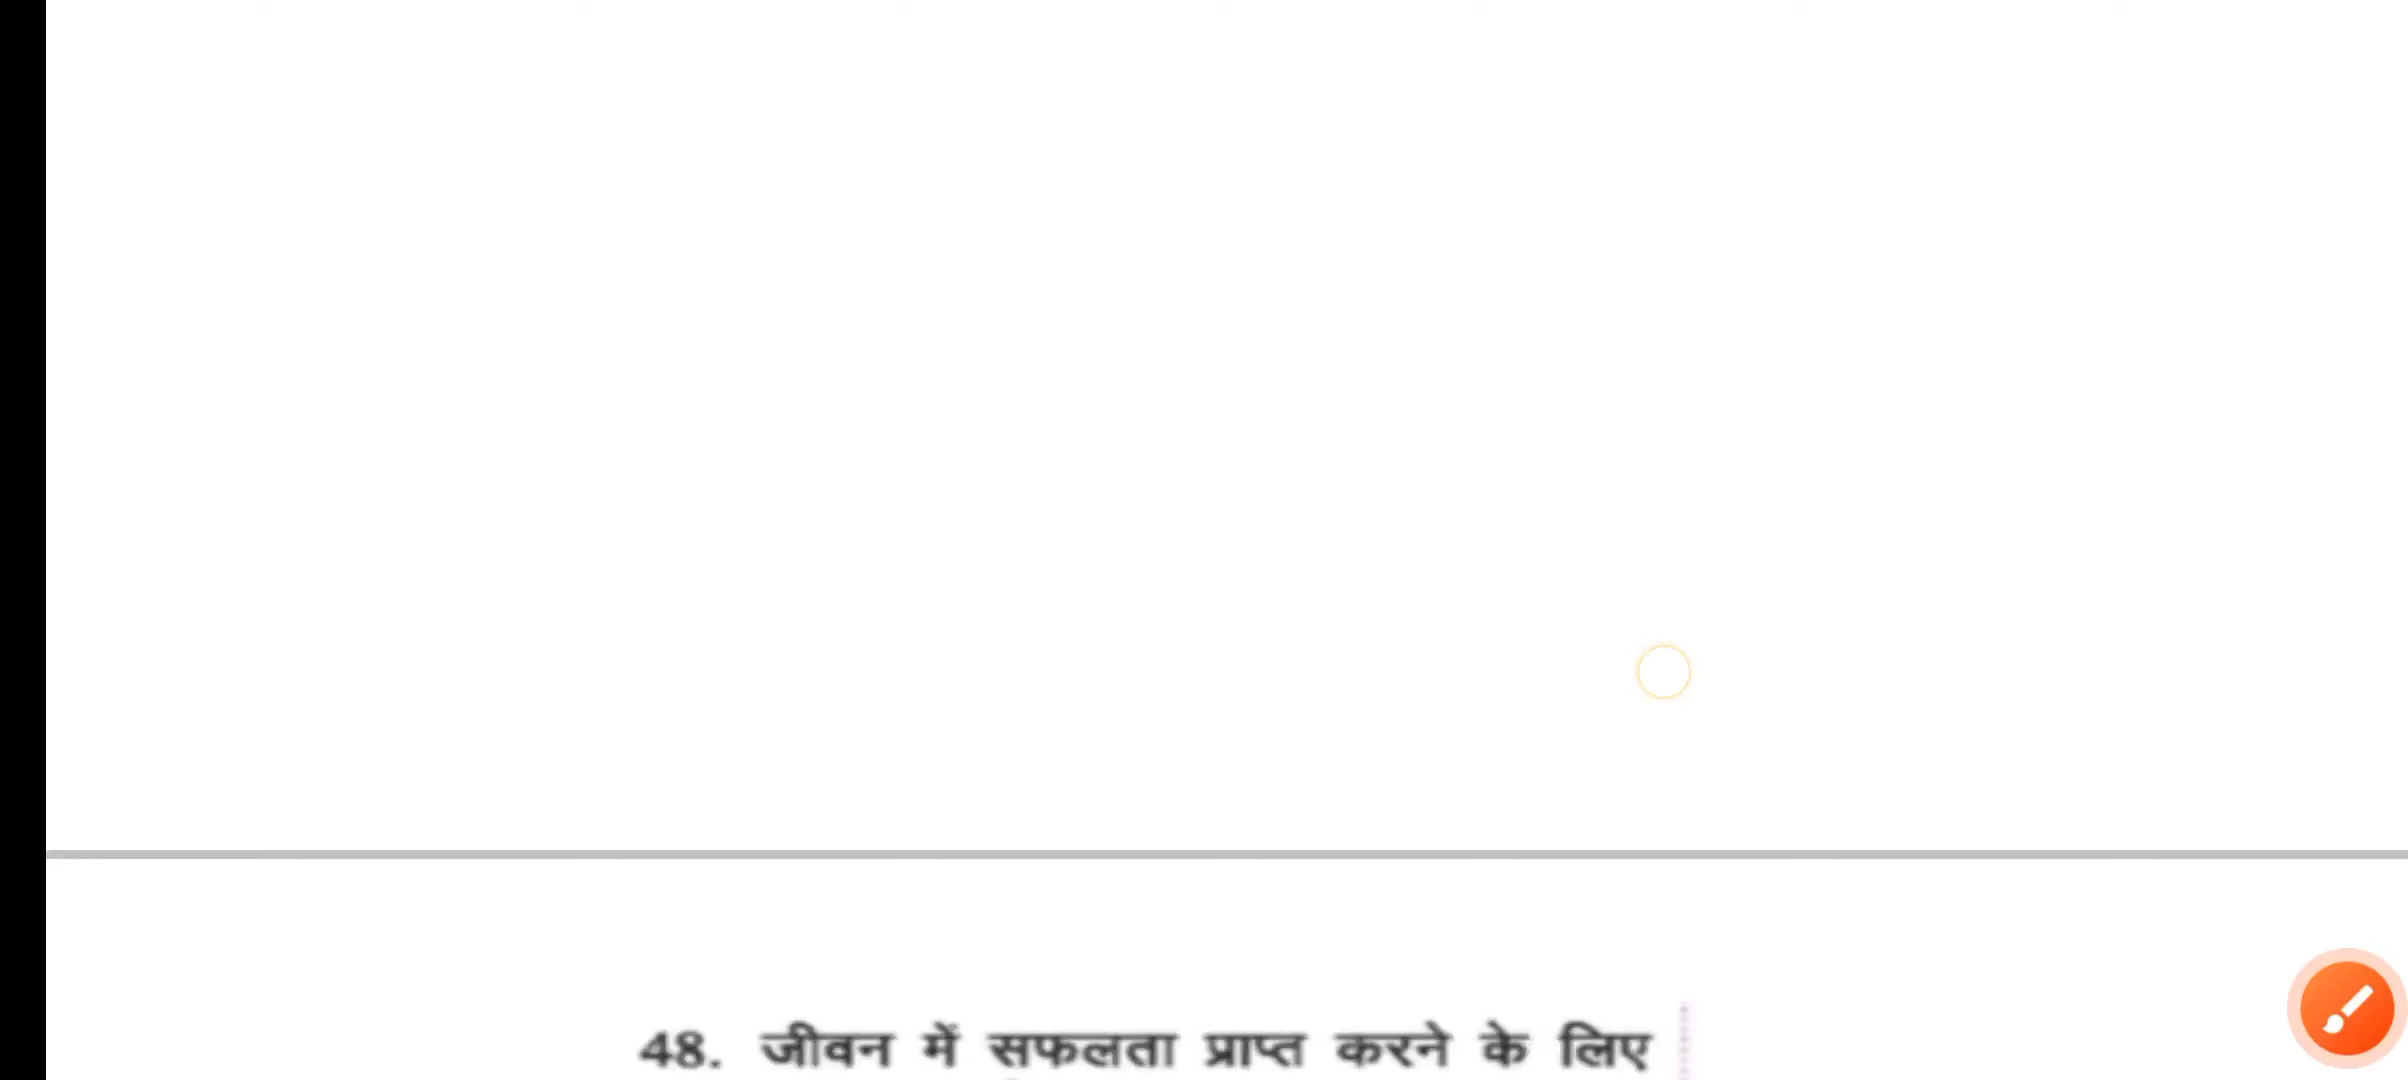 48. जीवन में सफलता प्राप्त करने के लिए